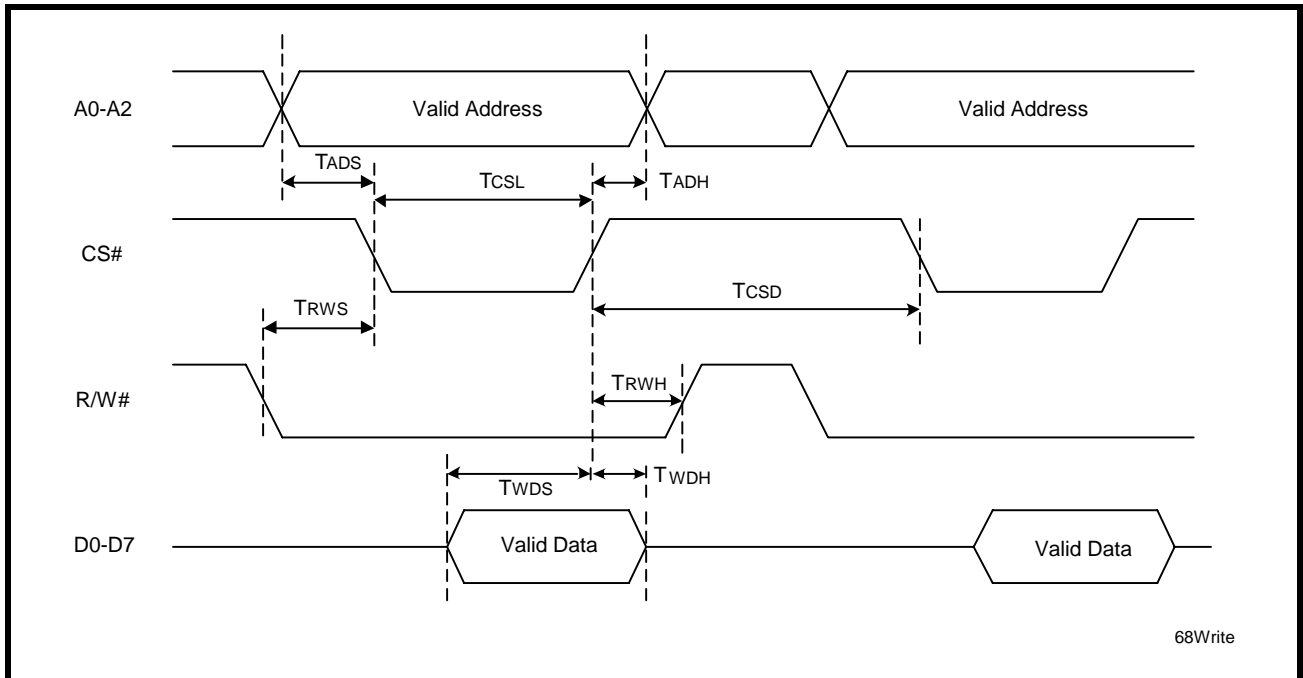 A0-A2
Valid Address
Valid Address
TADS
TCSL
TADH
CS#
TCSD
TRWS
TRWH
R/W#
TWDS
TWDH
D0-D7
Valid Data
Valid Data
68Write